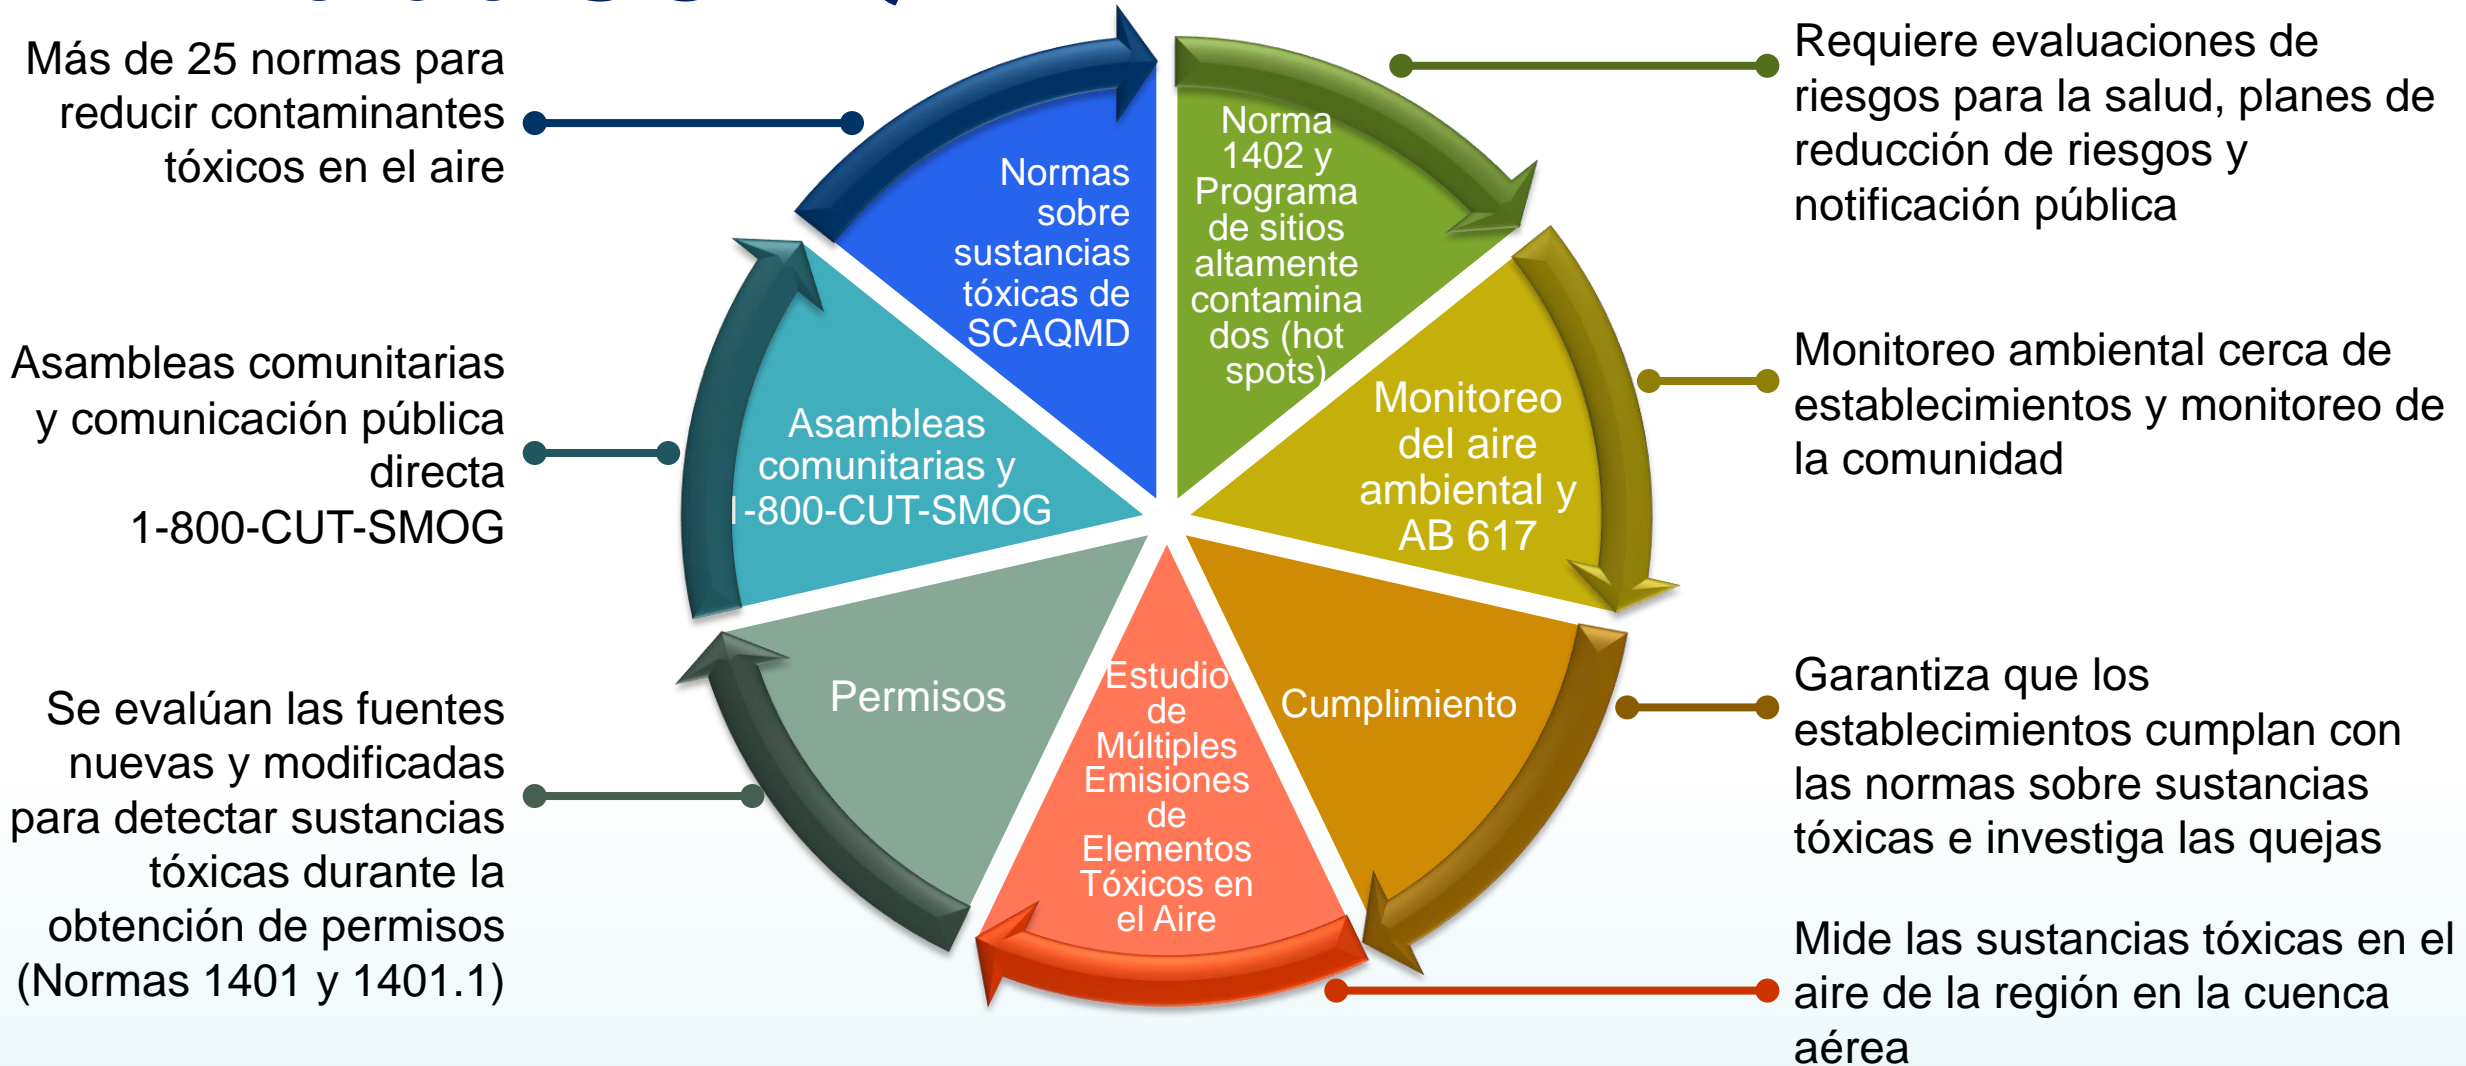 Más de 25 normas para
reducir contaminantes
tóxicos en el aire
Asambleas comunitarias
y comunicación pública
directa
1-800-CUT-SMOG
Se evalúan las fuentes
nuevas y modificadas
para detectar sustancias
tóxicas durante la
obtención de permisos
(Normas 1401 y 1401.1)
Normas
sobre
sustancias
tóxicas de
SCAQMD
Norma
1402 y
Programa
de sitios
altamente
contamina
dos (hot
spots)
Monitoreo
del aire
ambiental y
AB 617
Cumplimiento
Estudio
de
Múltiples
Emisiones
de
Elementos
Tóxicos en
el Aire
Permisos
Asambleas
comunitarias y
1-800-CUT-SMOG
Requiere evaluaciones de
riesgos para la salud, planes de
reducción de riesgos y
notificación pública
Monitoreo ambiental cerca de
establecimientos y monitoreo de
la comunidad
Garantiza que los
establecimientos cumplan con
las normas sobre sustancias
tóxicas e investiga las quejas
Mide las sustancias tóxicas en el
aire de la región en la cuenca
aérea